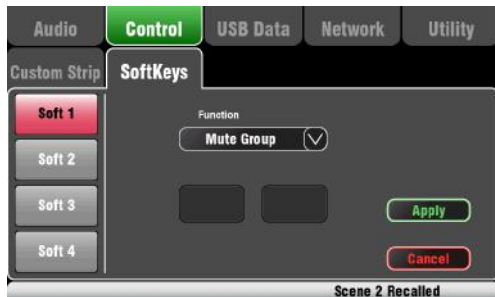 Audio Control USB Data Network Utility
Custom Strip SoftKeys
Soft 1
Function
Mute Group
Soft 2
Soft 3
Apply
Soft 4
Cancel
Scene 2 Recalled